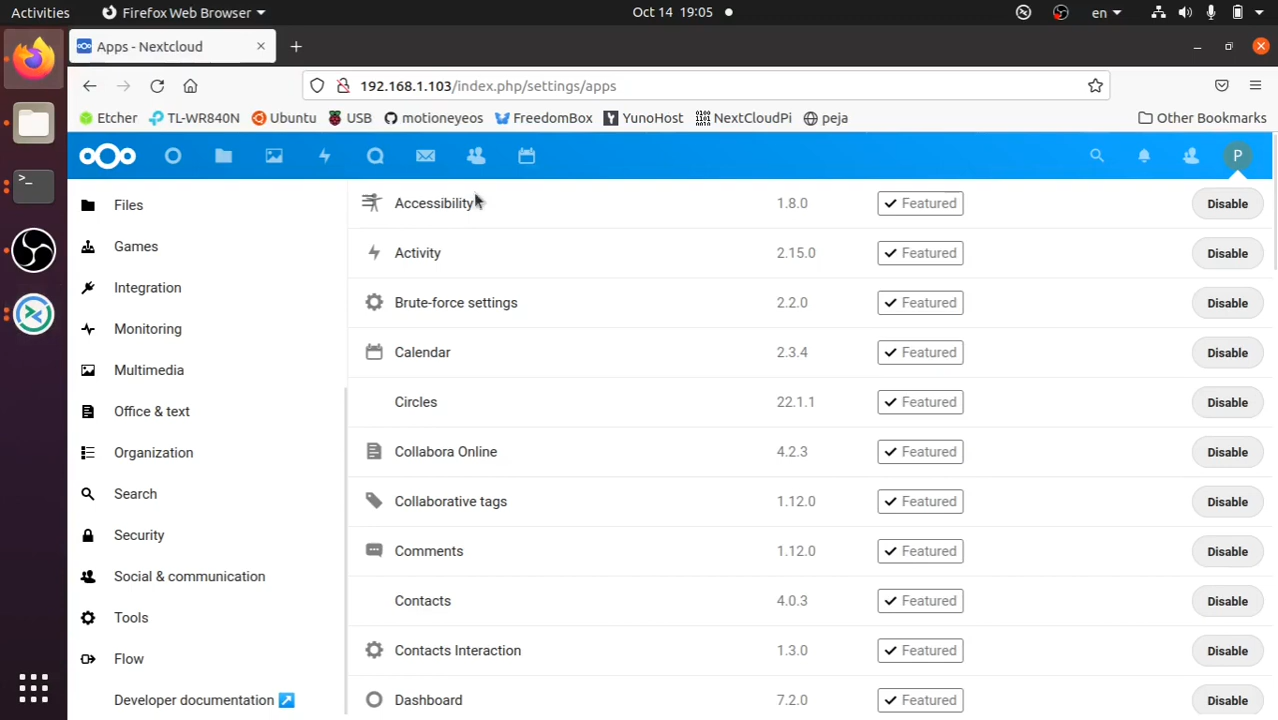 Activities Firefox Web Browser Oct 14 19:05 en
Apps - Nextcloud
192.168.1.103/index.php/settings/apps
Etcher TL-WR840N Ubuntu USB motioneyeos FreedomBox YunoHost NextCloudPi peja Other Bookmarks
P
Files
Games
Integration
Monitoring
Multimedia
Office & text
Organization
Search
Security
Social & communication
Tools
Flow
Developer documentation
Accessibility 1.8.0 Featured Disable
Activity 2.15.0 Featured Disable
Brute-force settings 2.2.0 Featured Disable
Calendar 2.3.4 Featured Disable
Circles 22.1.1 Featured Disable
Collabora Online 4.2.3 Featured Disable
Collaborative tags 1.12.0 Featured Disable
Comments 1.12.0 Featured Disable
Contacts 4.0.3 Featured Disable
Contacts Interaction 1.3.0 Featured Disable
Dashboard 7.2.0 Featured Disable